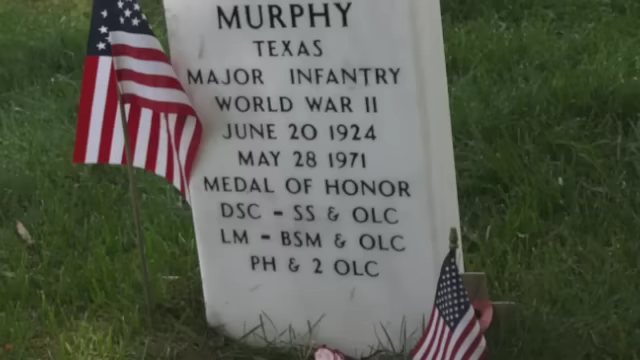 MURPHY
TEXAS
MAJOR INFANTRY
WORLD WAR II
JUNE 20 1924
MAY 28 1971
MEDAL OF HONOR
DSC - SS & OLC
LM - BSM & OLC
PH & 2 OLC